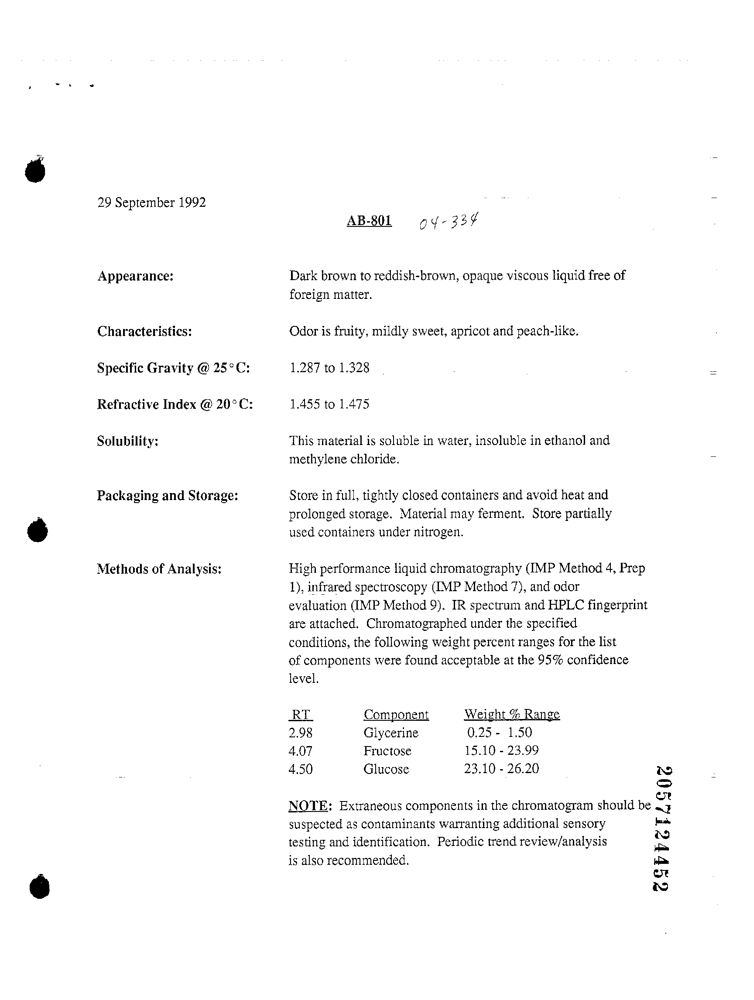 29 September 1992
AB-801 04-334
Appearance: Dark brown to reddish-brown, opaque viscous liquid free of
foreign matter.
Characteristics: Odor is fruity, mildly sweet, apricot and peach-like.
Specific Gravity @ 25°C: 1.287 to 1.328
Refractive Index @ 20°C: 1.455 to 1.475
Solubility: This material is soluble in water, insoluble in ethanol and
methylene chloride.
Packaging and Storage: Store in full, tightly closed containers and avoid heat and
prolonged storage. Material may ferment. Store partially
used containers under nitrogen.
Methods of Analysis: High performance liquid chromatography (IMP Method 4, Prep
1), infrared spectroscopy (IMP Method 7), and odor
evaluation (IMP Method 9). IR spectrum and HPLC fingerprint
are attached. Chromatographed under the specified
conditions, the following weight percent ranges for the list
of components were found acceptable at the 95% confidence
level.
RT Component Weight % Range
2.98 Glycerine 0.25 - 1.50
4.07 Fructose 15.10 - 23.99
4.50 Glucose 23.10 - 26.20
NOTE: Extraneous components in the chromatogram should be
suspected as contaminants warranting additional sensory
testing and identification. Periodic trend review/analysis
is also recommended.
2057124452